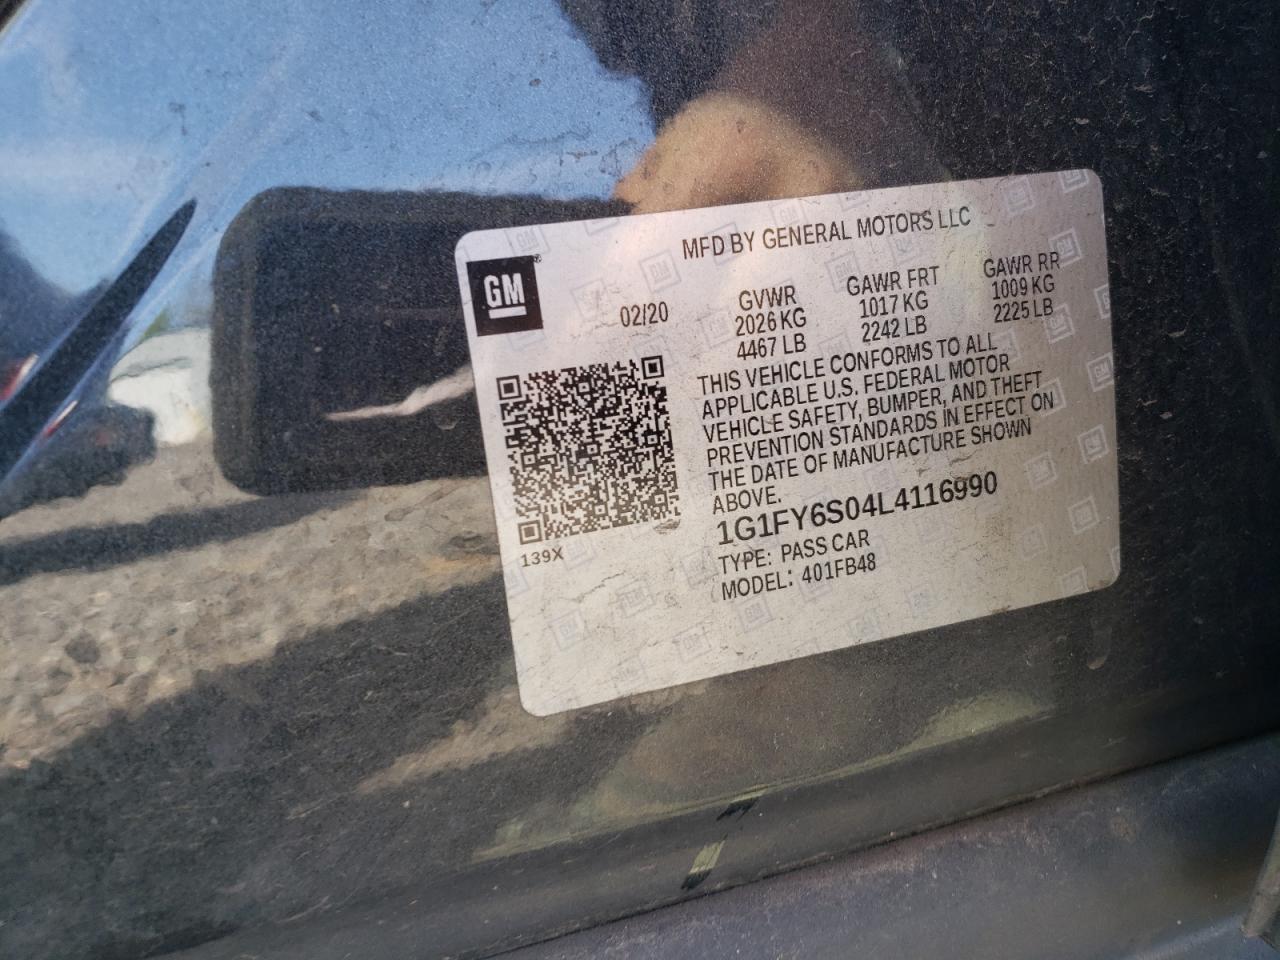 MFD BY GENERAL MOTORS LLC
GM
02/20
GVWR
2026 KG
4467 LB
GAWR FRT
1017 KG
2242 LB
GAWR RR
1009 KG
2225 LB
THIS VEHICLE CONFORMS TO ALL
APPLICABLE U.S. FEDERAL MOTOR
VEHICLE SAFETY, BUMPER, AND THEFT
PREVENTION STANDARDS IN EFFECT ON
THE DATE OF MANUFACTURE SHOWN
ABOVE.
1G1FY6S04L4116990
TYPE: PASS CAR
MODEL: 401FB48
139X